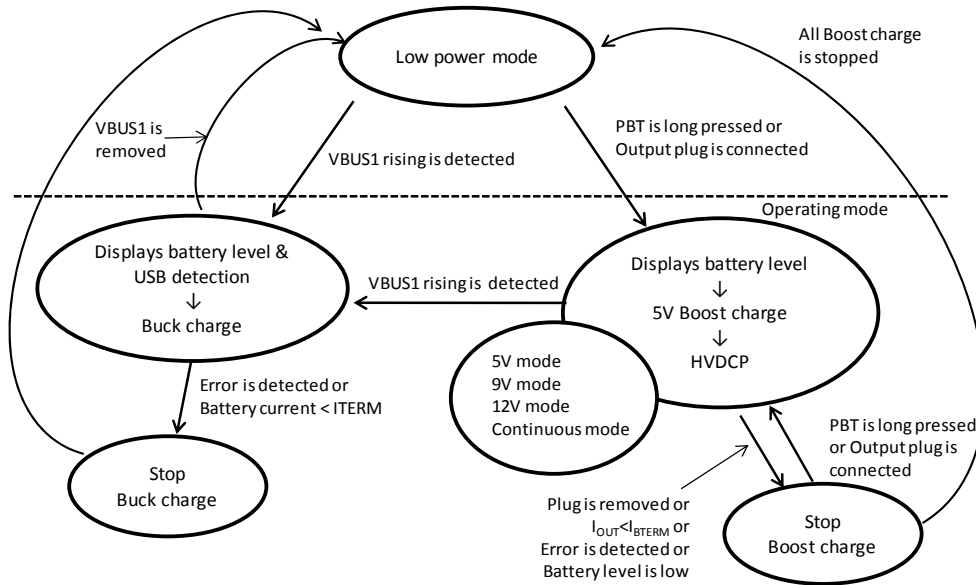 Low power mode
All Boost charge
is stopped
VBUS1 is
removed
VBUS1 rising is detected
PBT is long pressed or
Output plug is connected
Operating mode
Displays battery level &
USB detection
↓
Buck charge
VBUS1 rising is detected
Displays battery level
↓
5V Boost charge
↓
HVDCP
5V mode
9V mode
12V mode
Continuous mode
Error is detected or
Battery current < ITERM
Stop
Buck charge
PBT is long pressed
or Output plug is
connected
Plug is removed or
I_OUT<I_BTERM or
Error is detected or
Battery level is low
Stop
Boost charge